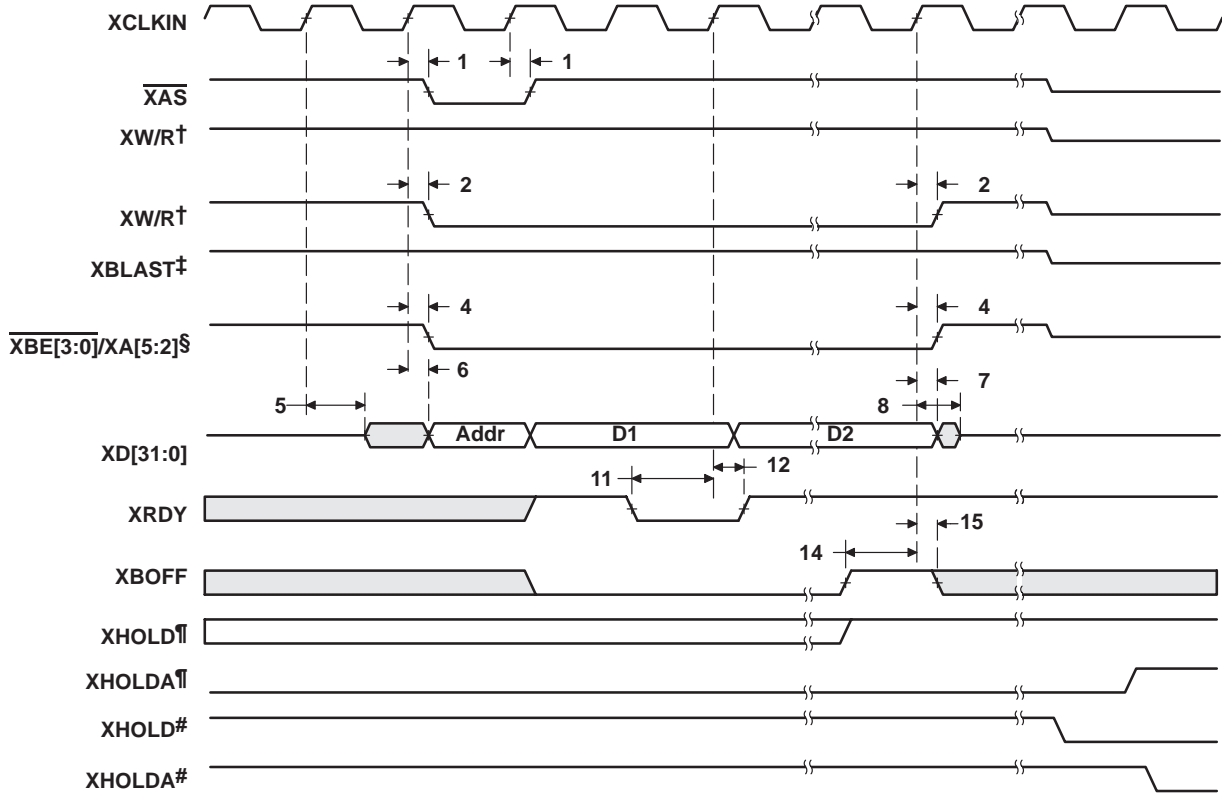 XCLKIN
1
1
XAS
XW/R†
2
2
XW/R†
XBLAST‡
4
4
XBE[3:0]/XA[5:2]§
6
7
5
8
Addr
D1
D2
XD[31:0]
11
12
XRDY
15
14
XBOFF
XHOLD¶
XHOLDA¶
XHOLD#
XHOLDA#